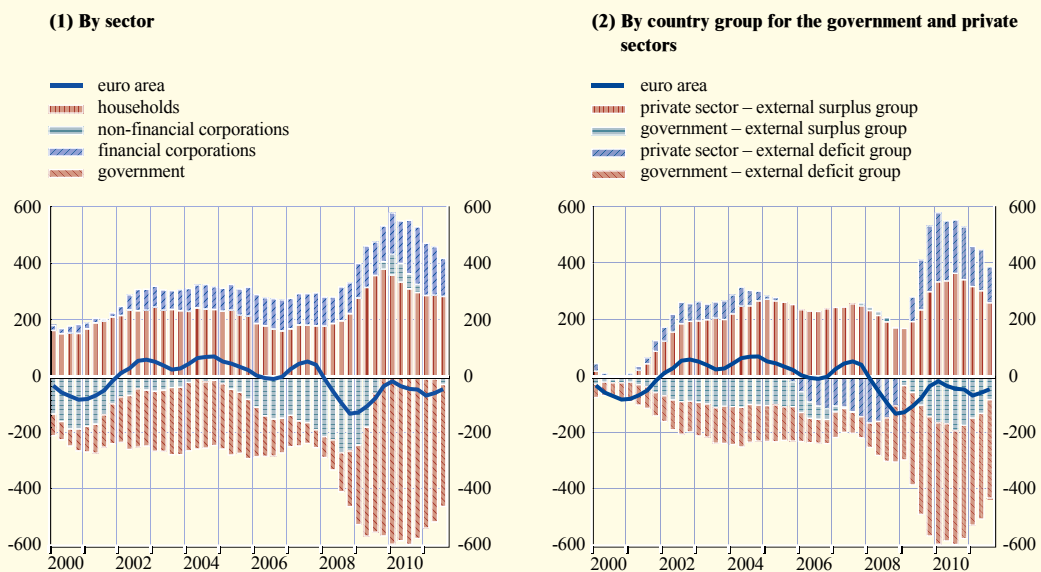 (1) By sector
euro area
households
non-financial corporations
financial corporations
government
600 600
400 400
200 200
0 0
-200 -200
-400 -400
-600 -600
2000 2002 2004 2006 2008 2010
(2) By country group for the government and private
sectors
euro area
private sector – external surplus group
government – external surplus group
private sector – external deficit group
government – external deficit group
600 600
400 400
200 200
0 0
-200 -200
-400 -400
-600 -600
2000 2002 2004 2006 2008 2010